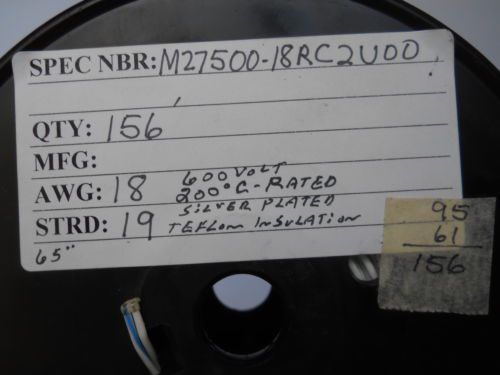 SPEC NBR: M27500-18RC2U00
QTY: 156
MFG:
AWG: 18
STRD: 19
600 VOLT
200°C-RATED
SILVER PLATED
TEFLON INSULATION
65"
95
61
156